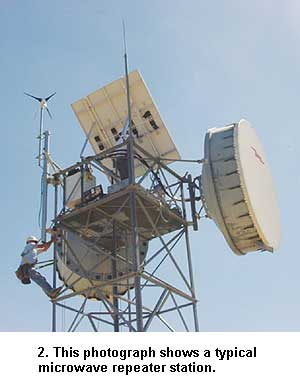 2. This photograph shows a typical
microwave repeater station.